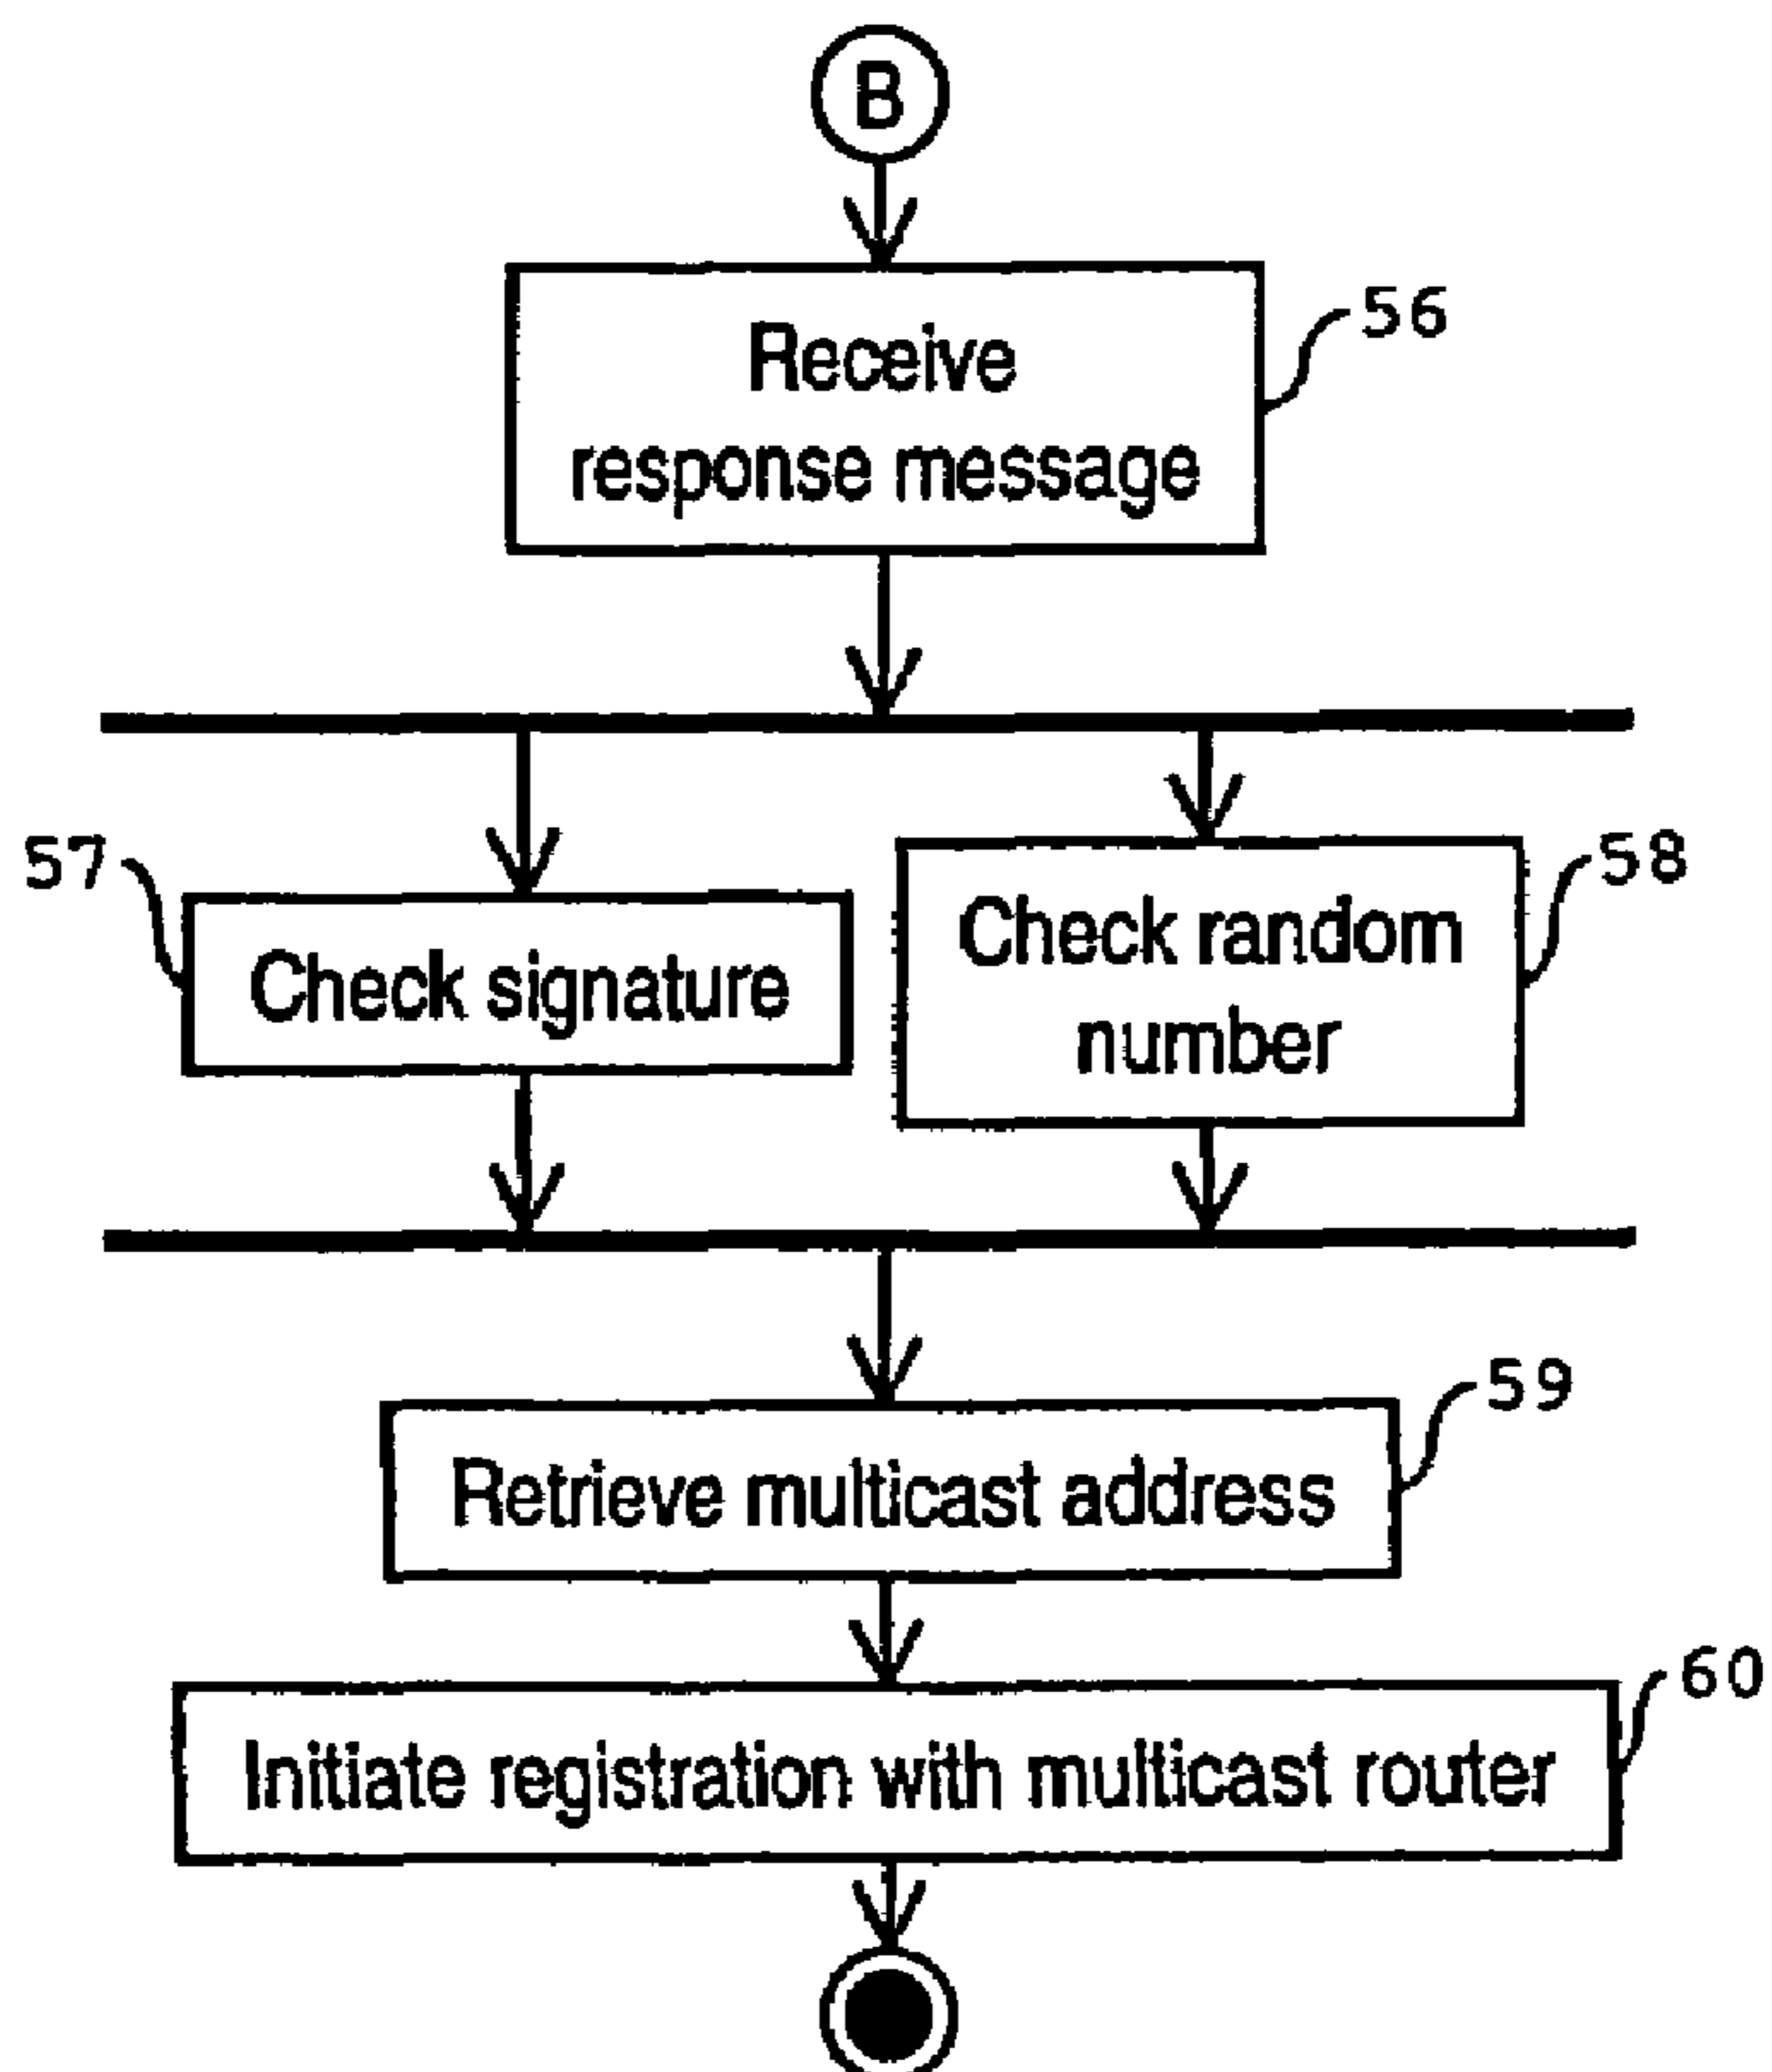 B
Receive
response message
56
57
Check signature
Check random
number
58
Retrieve multicast address
59
Initiate registration with multicast router
60